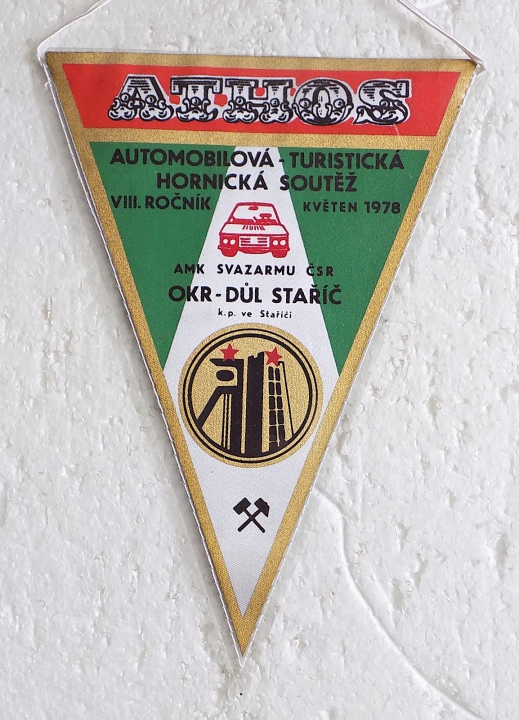 ATHOS
AUTOMOBILOVÁ - TURISTICKÁ
HORNICKÁ SOUTĚŽ
VIII. ROČNÍK KVĚTEN 1978
AMK SVAZARMU ČSR
OKR - DŮL STAŘÍČ
k.p. ve Staříči